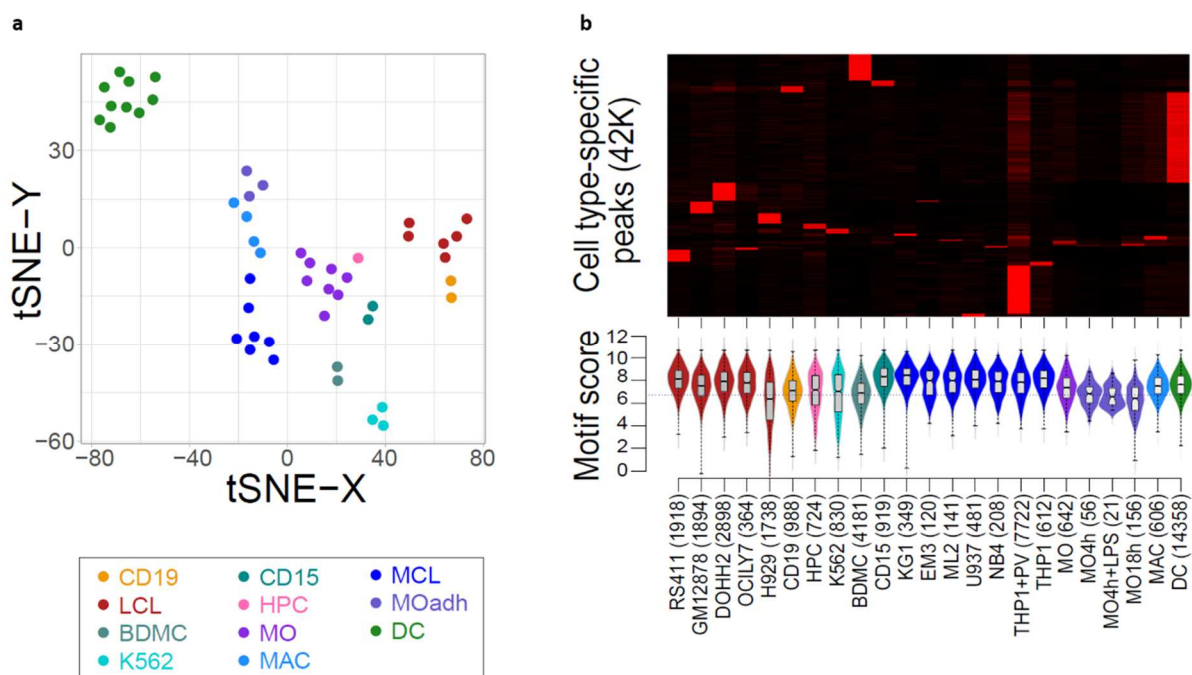 a
b
tSNE−Y
30
0
−30
−60
−80
−40
0
40
80
tSNE−X
CD19
CD15
MCL
LCL
HPC
MOadh
BDMC
MO
DC
K562
MAC
Cell type-specific
peaks (42K)
Motif score
12
10
8
6
4
2
0
RS411 (1918)
GM12878 (1894)
DOHH2 (2898)
OCILY7 (364)
H929 (1738)
CD19 (988)
HPC (724)
K562 (830)
BDMC (4181)
CD15 (919)
KG1 (349)
EM3 (120)
ML2 (141)
U937 (481)
NB4 (208)
THP1+PV (7722)
THP1 (612)
MO (642)
MO4h (56)
MO4h+LPS (21)
MO18h (156)
MAC (606)
DC (14358)